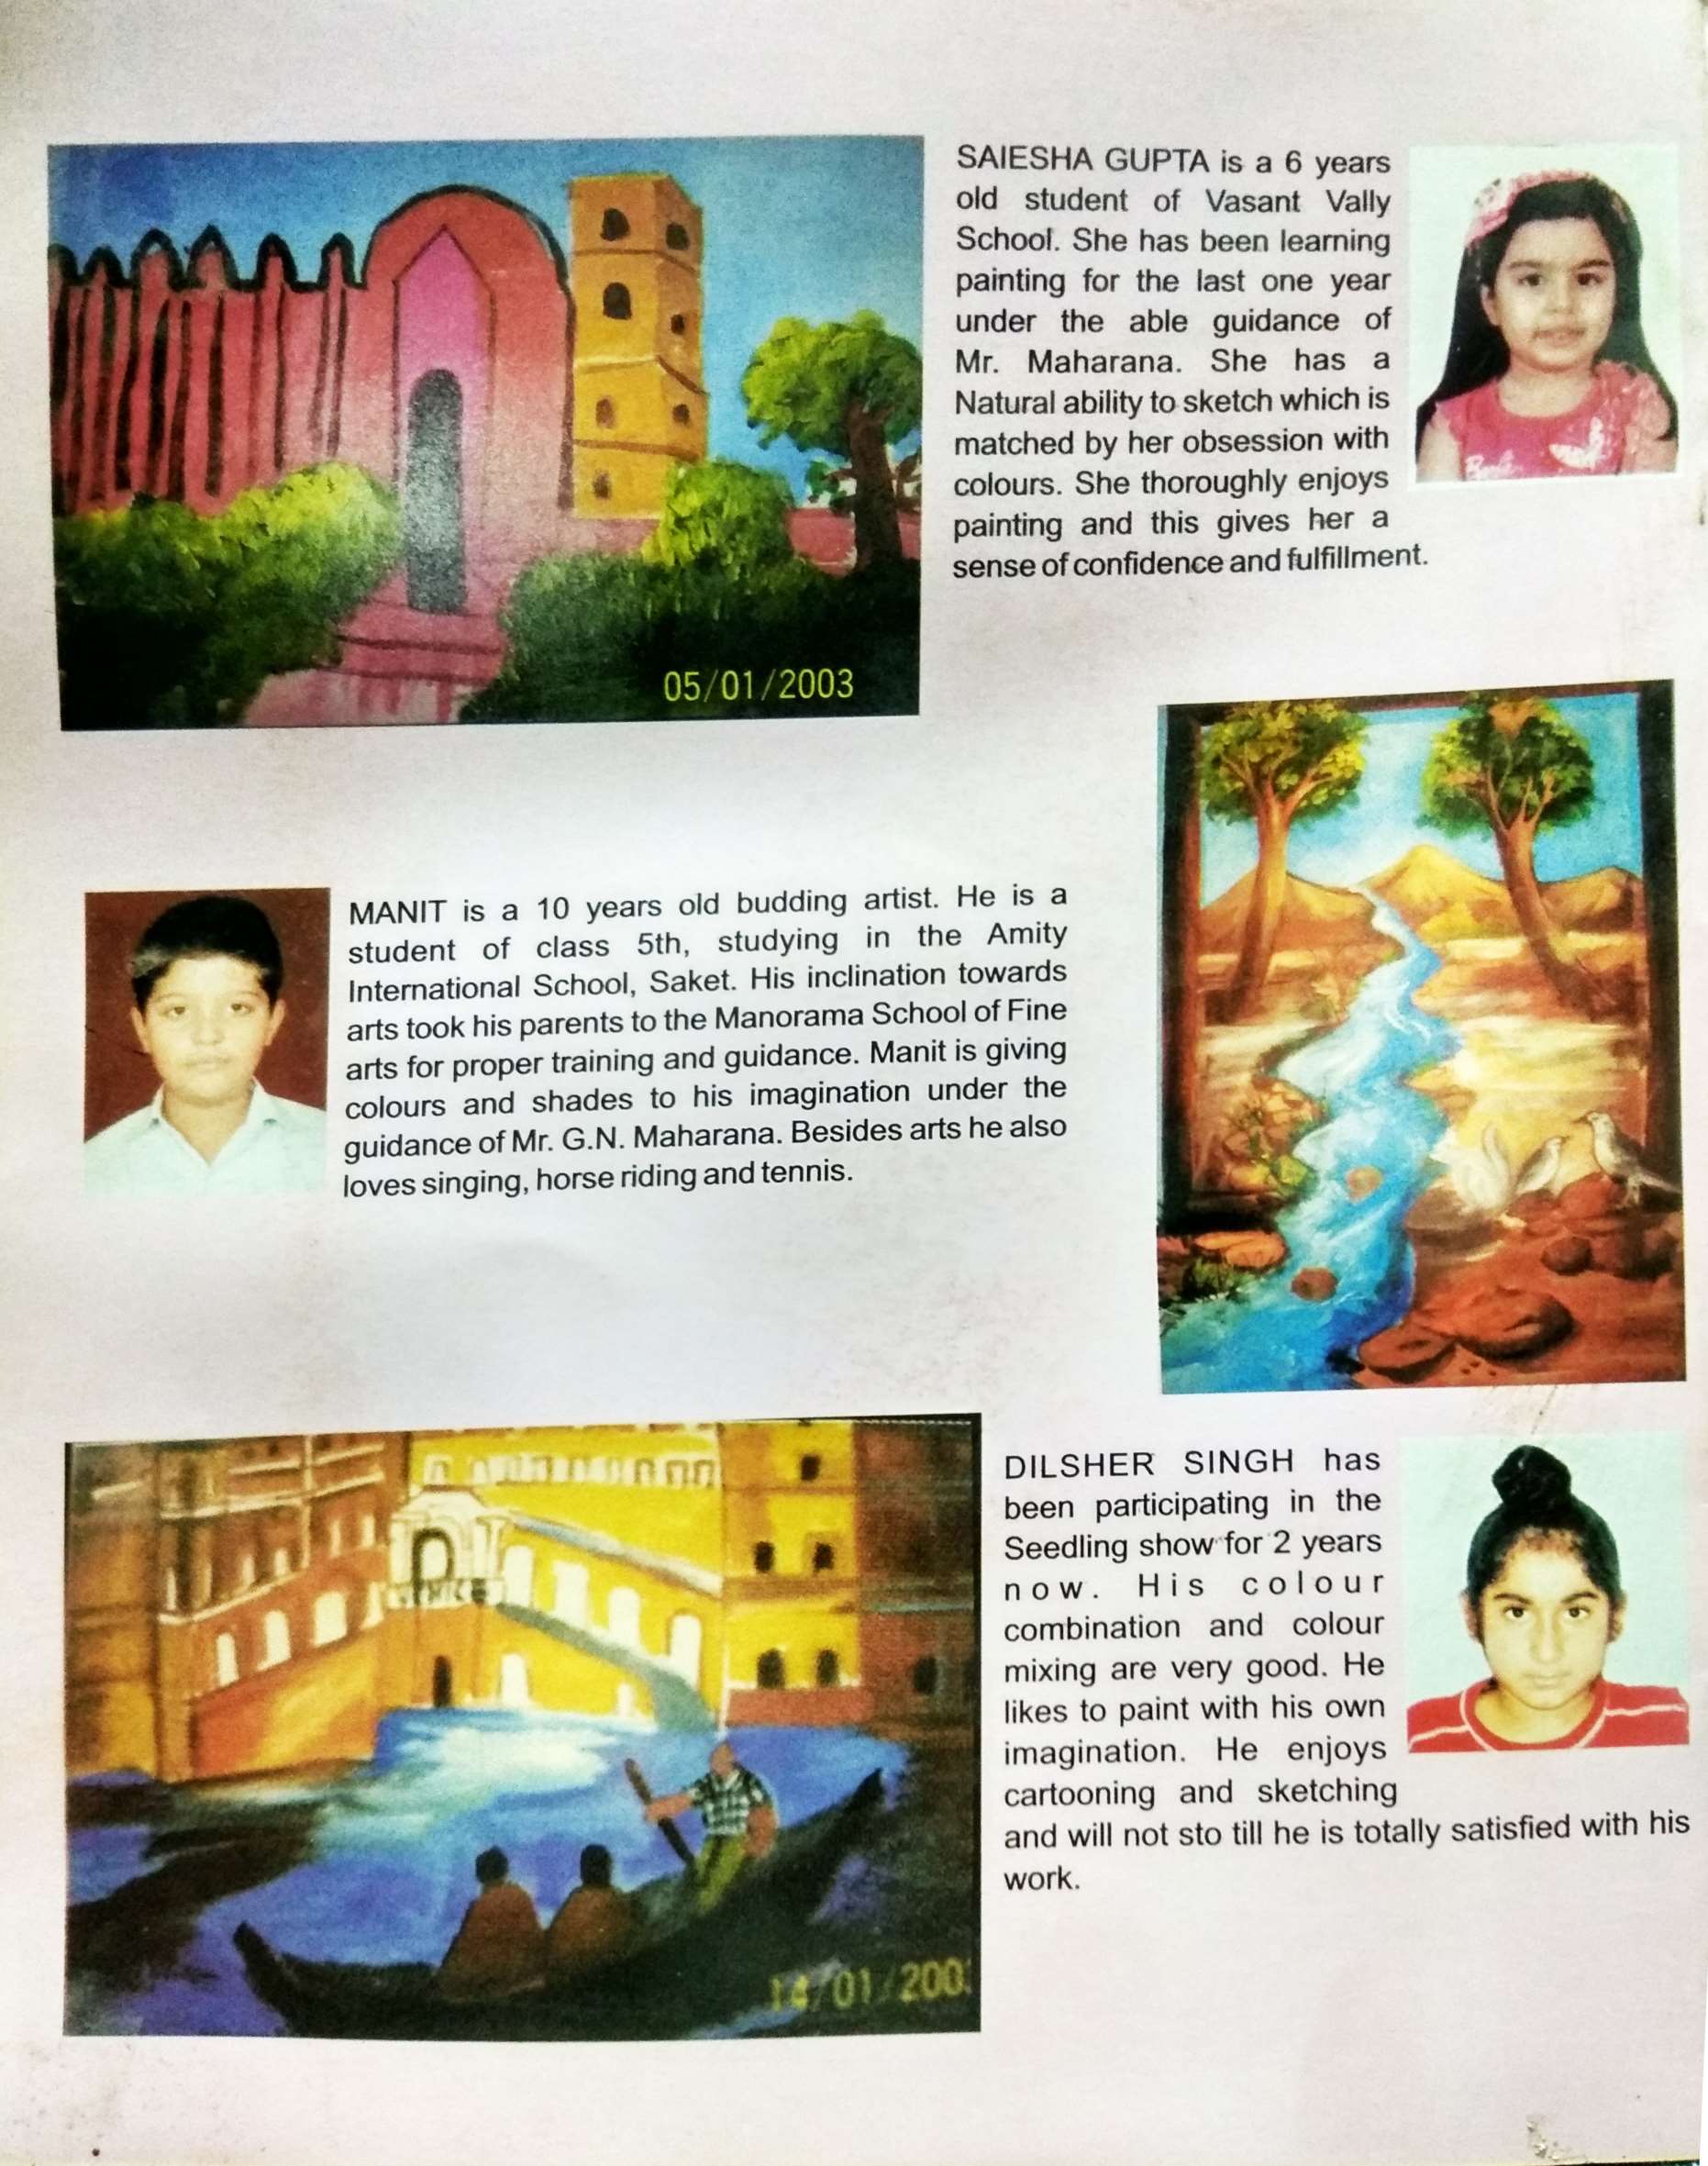 SAIESHA GUPTA is a 6 years
old student of Vasant Vally
School. She has been learning
painting for the last one year
under the able guidance of
Mr. Maharana. She has a
Natural ability to sketch which is
matched by her obsession with
colours. She thoroughly enjoys
painting and this gives her a
sense of confidence and fulfillment.
Barbie
05/01/2003
MANIT is a 10 years old budding artist. He is a
student of class 5th, studying in the Amity
International School, Saket. His inclination towards
arts took his parents to the Manorama School of Fine
arts for proper training and guidance. Manit is giving
colours and shades to his imagination under the
guidance of Mr. G.N. Maharana. Besides arts he also
loves singing, horse riding and tennis.
DILSHER SINGH has
been participating in the
Seedling show for 2 years
now. His colour
combination and colour
mixing are very good. He
likes to paint with his own
imagination. He enjoys
cartooning and sketching
and will not sto till he is totally satisfied with his
work.
VENICE
14/01/200